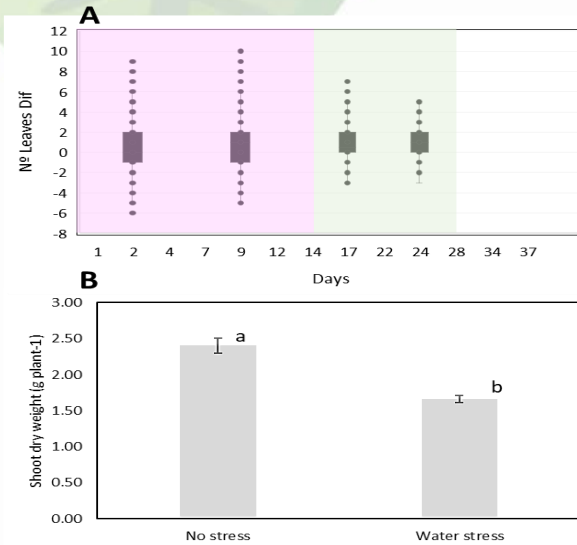 A
12
10
8
6
4
2
0
-2
-4
-6
-8
Nº Leaves Dif
1 2 4 7 9 12 14 17 22 24 28 34 37
Days
B
3.00
2.50
2.00
1.50
1.00
0.50
0.00
Shoot dry weight (g plant-1)
a
b
No stress Water stress